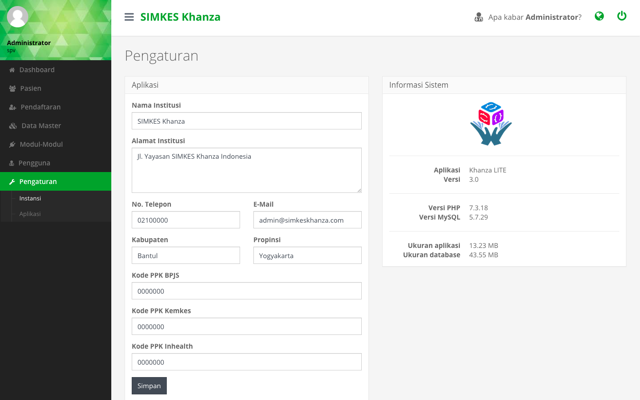 SIMKES Khanza
Apa kabar Administrator?
Administrator
Dashboard
Pasien
Pendaftaran
Data Master
Modul-Modul
Pengguna
Pengaturan
Instansi
Aplikasi
Pengaturan
Aplikasi
Nama Institusi
SIMKES Khanza
Alamat Institusi
Jl. Yayasan SIMKES Khanza Indonesia
No. Telepon
E-Mail
02100000
admin@simkeskhanza.com
Kabupaten
Propinsi
Bantul
Yogyakarta
Kode PPK BPJS
0000000
Kode PPK Kemkes
0000000
Kode PPK Inhealth
0000000
Simpan
Informasi Sistem
Aplikasi Khanza LITE
Versi 3.0
Versi PHP 7.3.18
Versi MySQL 5.7.29
Ukuran aplikasi 13.23 MB
Ukuran database 43.55 MB